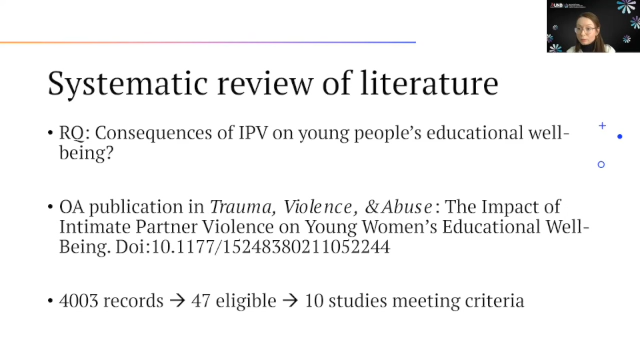 UAB
Systematic review of literature
• RQ: Consequences of IPV on young people's educational well-
being?
• OA publication in Trauma, Violence, & Abuse: The Impact of
Intimate Partner Violence on Young Women's Educational Well-
Being. Doi:10.1177/15248380211052244
• 4003 records → 47 eligible → 10 studies meeting criteria